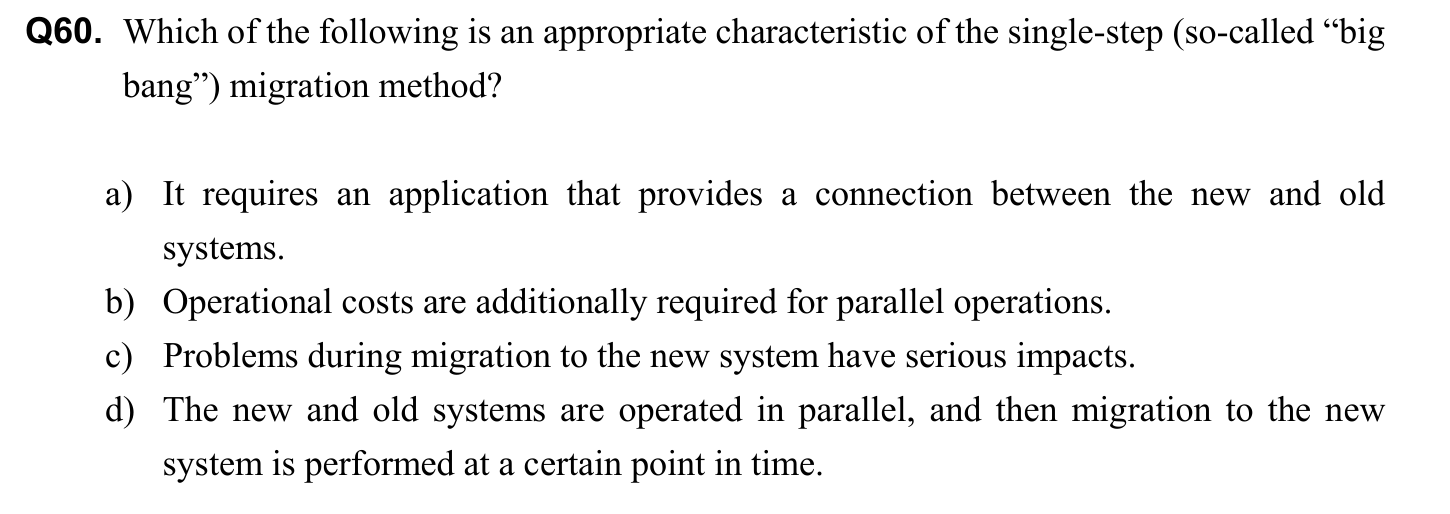 Q60. Which of the following is an appropriate characteristic of the single-step (so-called “big
bang”) migration method?
a) It requires an application that provides a connection between the new and old
systems.
b) Operational costs are additionally required for parallel operations.
c) Problems during migration to the new system have serious impacts.
d) The new and old systems are operated in parallel, and then migration to the new
system is performed at a certain point in time.